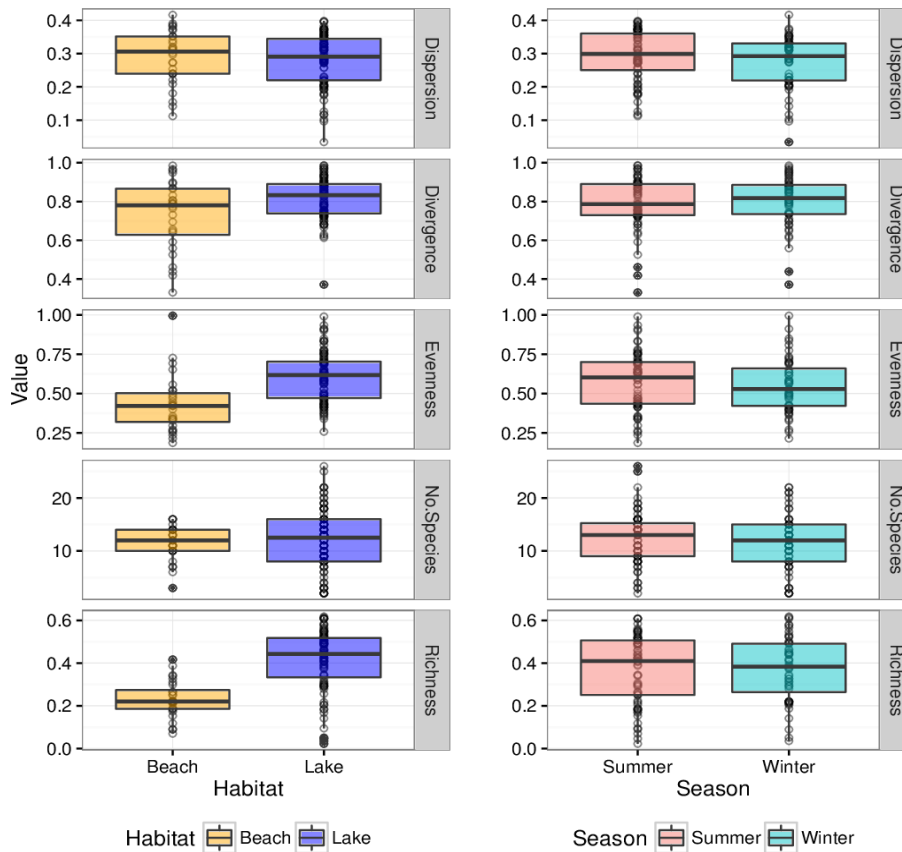 0.4
0.3
0.2
0.1
Dispersion
1.0
0.8
0.6
0.4
Divergence
1.00
0.75
0.50
0.25
Evenness
20
10
No.Species
0.6
0.4
0.2
0.0
Richness
Value
Beach Lake
Habitat
Habitat Beach Lake
0.4
0.3
0.2
0.1
Dispersion
1.0
0.8
0.6
0.4
Divergence
1.00
0.75
0.50
0.25
Evenness
20
10
No.Species
0.6
0.4
0.2
0.0
Richness
Summer Winter
Season
Season Summer Winter